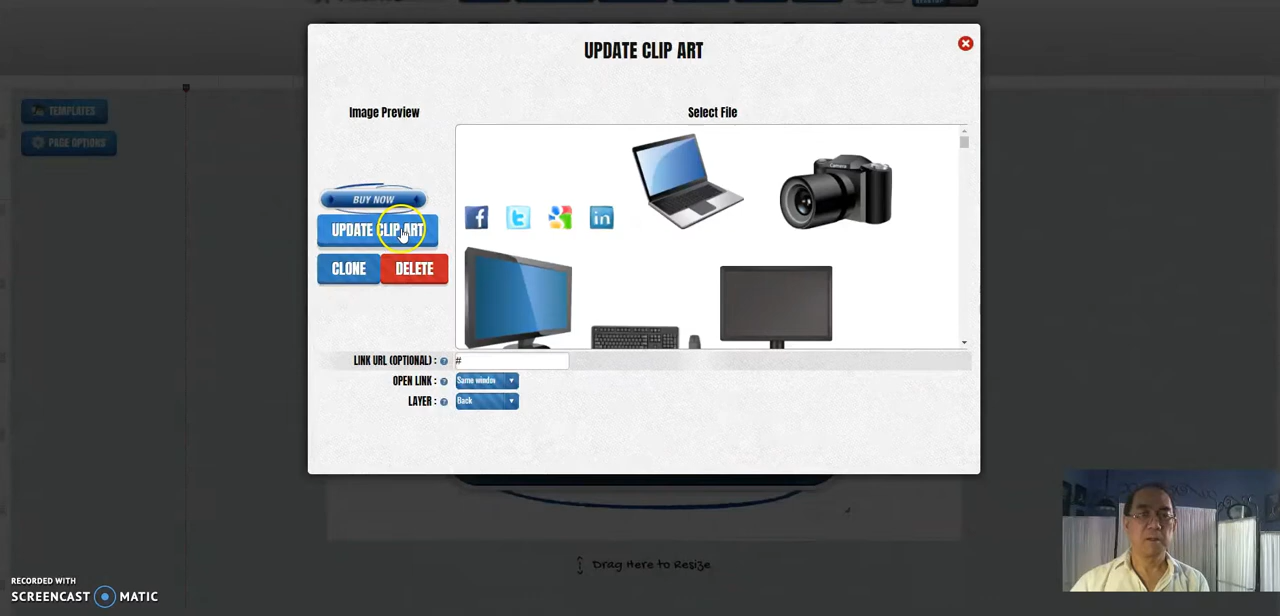 UPDATE CLIP ART
Image Preview
Select File
TEMPLATES
PAGE OPTIONS
Camera
BUY NOW
UPDATE CLIP ART
CLONE
DELETE
LINK URL (OPTIONAL) :
#
OPEN LINK :
Same window
LAYER :
Back
Drag Here to Resize
RECORDED WITH
SCREENCAST MATIC